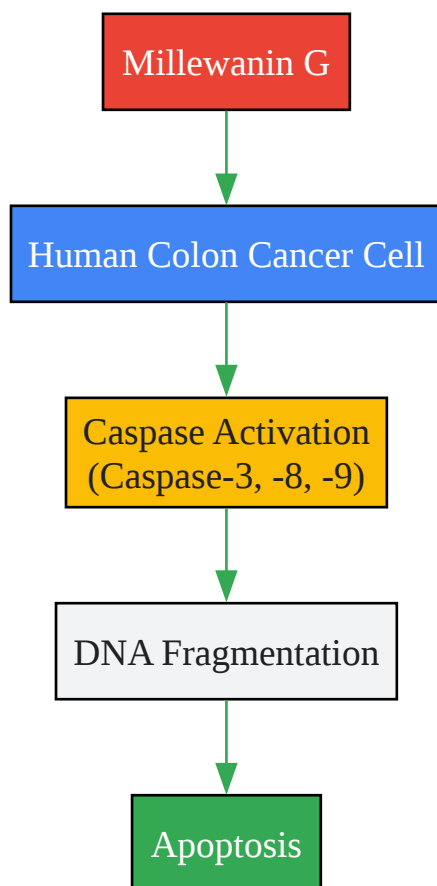 Millewanin G
Human Colon Cancer Cell
Caspase Activation
(Caspase-3, -8, -9)
DNA Fragmentation
Apoptosis